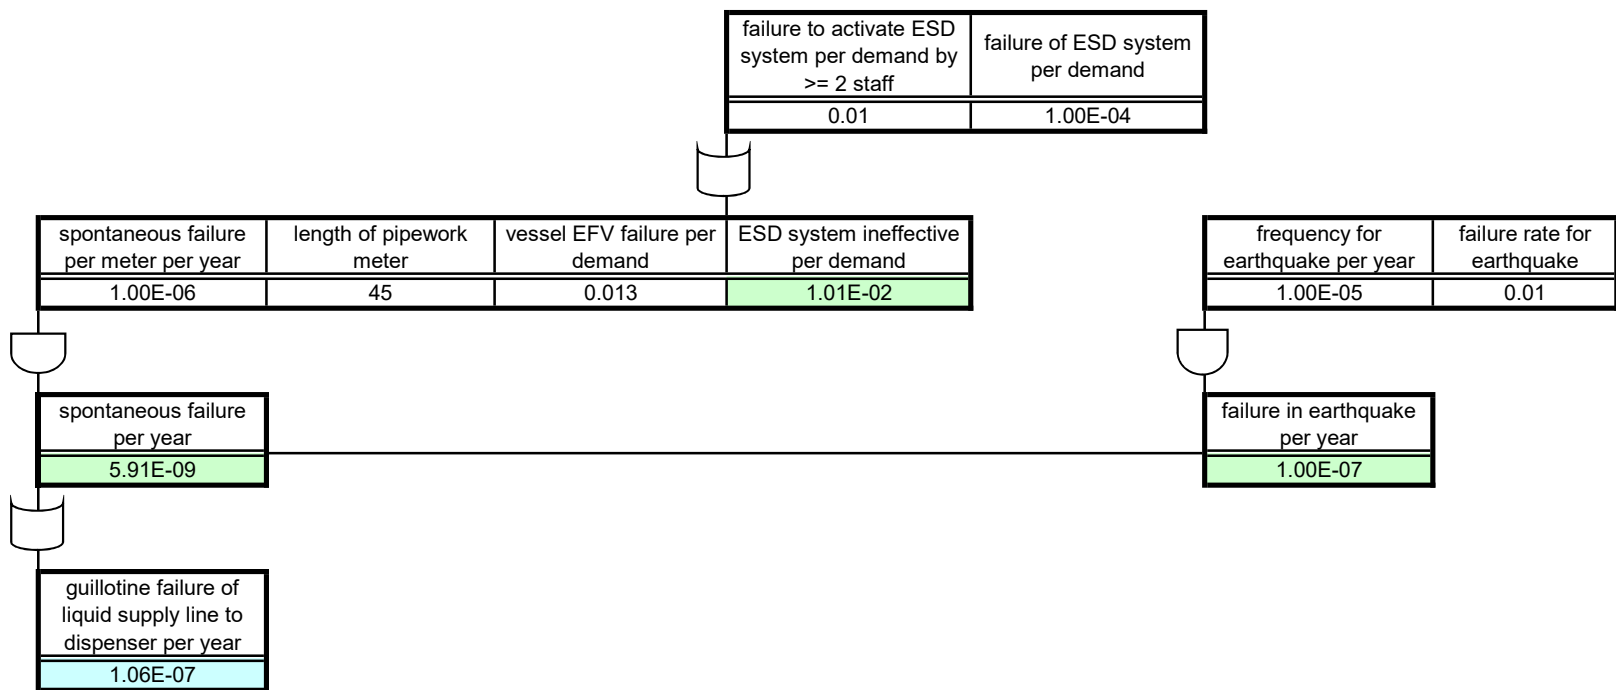 failure to activate ESD
system per demand by
>= 2 staff
failure of ESD system
per demand
0.01
1.00E-04
spontaneous failure
per meter per year
length of pipework
meter
vessel EFV failure per
demand
ESD system ineffective
per demand
1.00E-06
45
0.013
1.01E-02
frequency for
earthquake per year
failure rate for
earthquake
1.00E-05
0.01
spontaneous failure
per year
5.91E-09
failure in earthquake
per year
1.00E-07
guillotine failure of
liquid supply line to
dispenser per year
1.06E-07